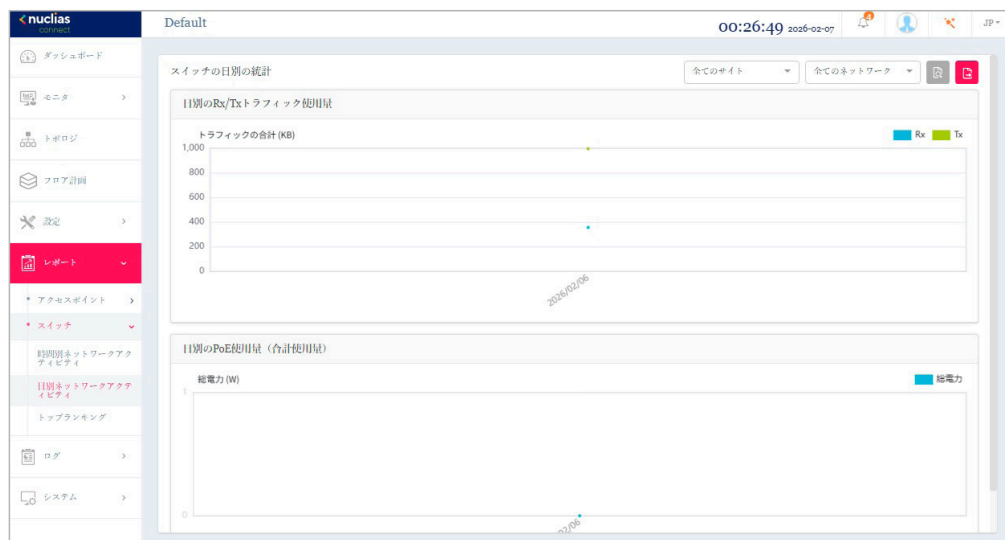 nuclias
connect
Default
00:26:49 2026-02-07
4
JP
ダッシュボード
モニタ
トポロジ
フロア計画
設定
レポート
アクセスポイント
スイッチ
時間別ネットワークアク
ティビティ
日別ネットワークアクテ
ィビティ
トップランキング
ログ
システム
スイッチの日別の統計
全てのサイト
全てのネットワーク
日別のRx/Txトラフィック使用量
トラフィックの合計 (KB)
Rx Tx
1,000
800
600
400
200
0
2026/02/06
日別のPoE使用量（合計使用量）
総電力 (W)
総電力
1
0
02/06